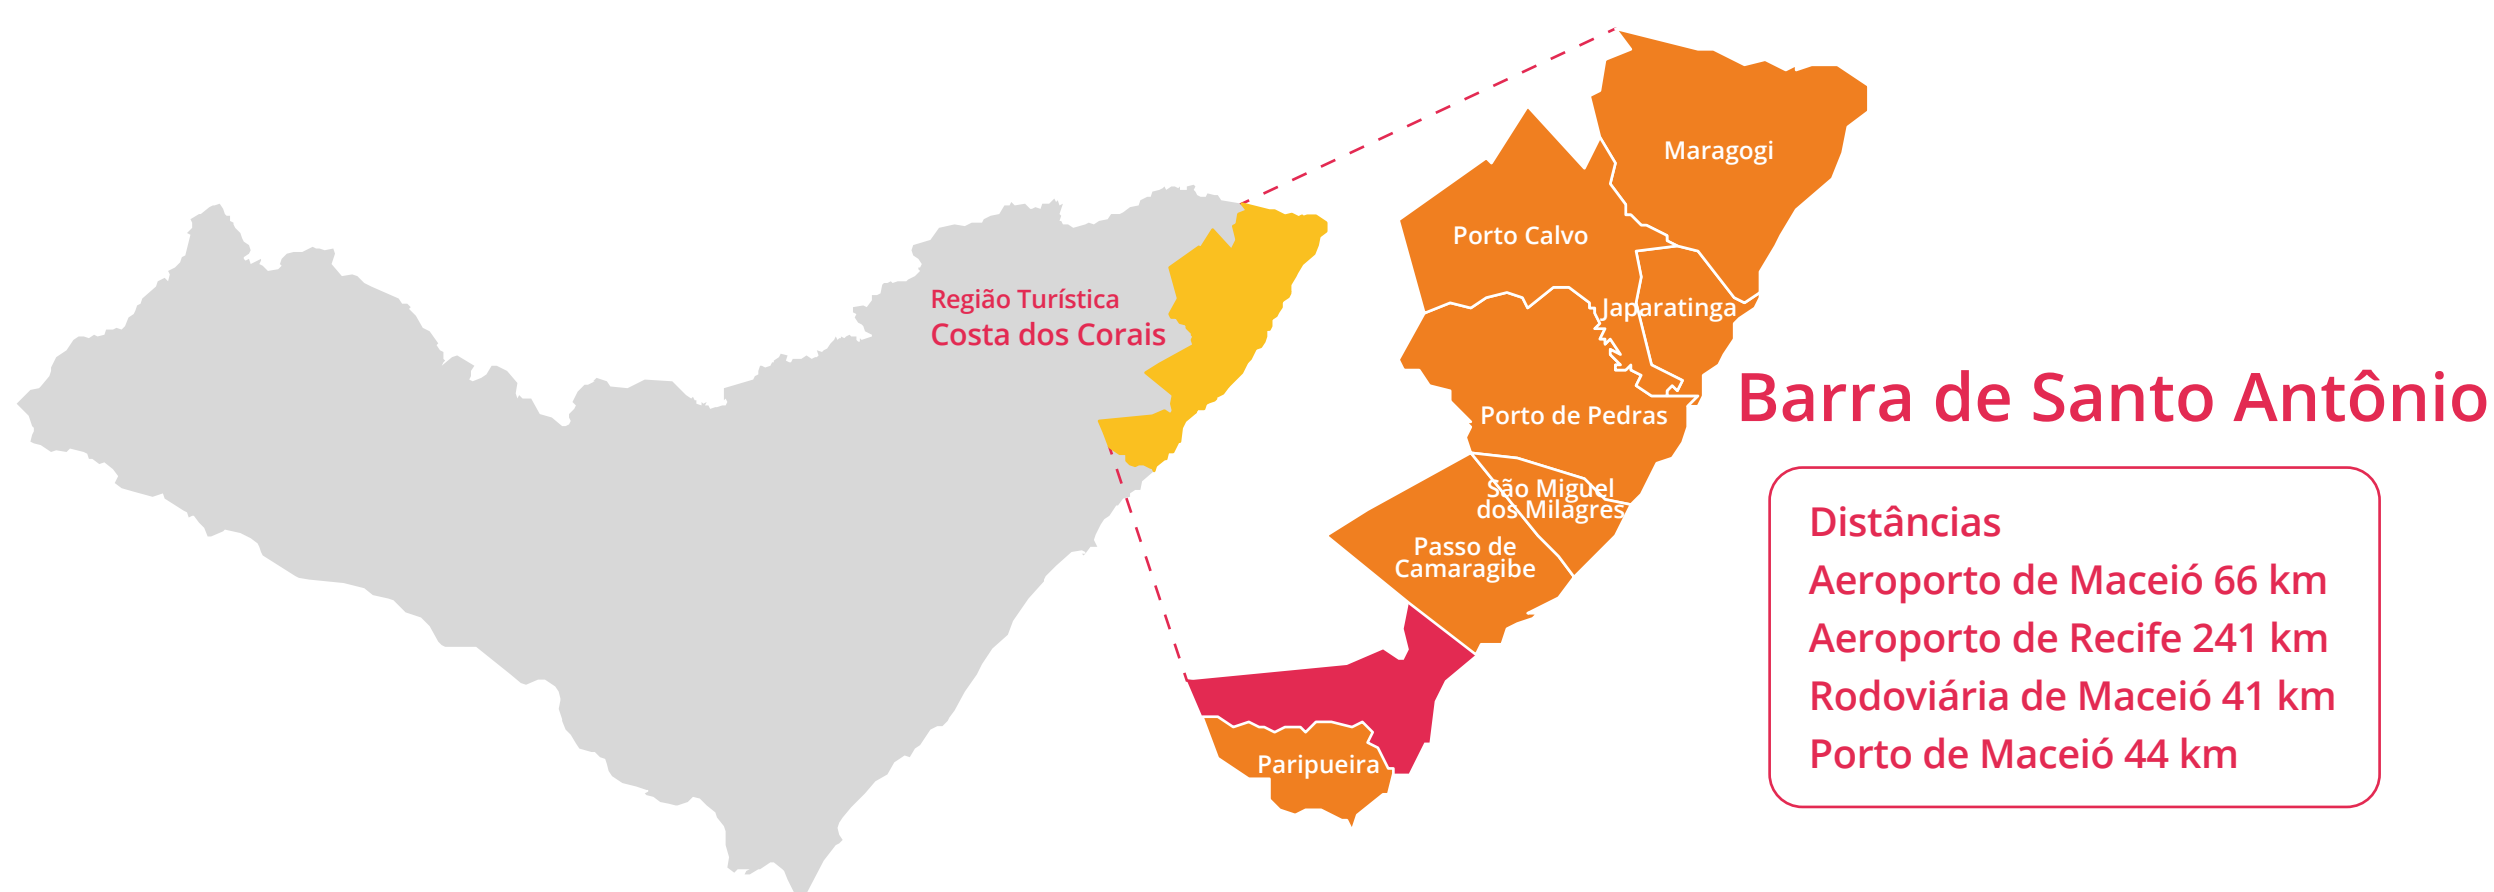 Maragogi
Porto Calvo
Região Turística
Costa dos Corais
Japaratinga
Barra de Santo Antônio
Porto de Pedras
São Miguel
dos Milagres
Passo de
Camaragibe
Distâncias
Aeroporto de Maceió 66 km
Aeroporto de Recife 241 km
Rodoviária de Maceió 41 km
Porto de Maceió 44 km
Paripueira